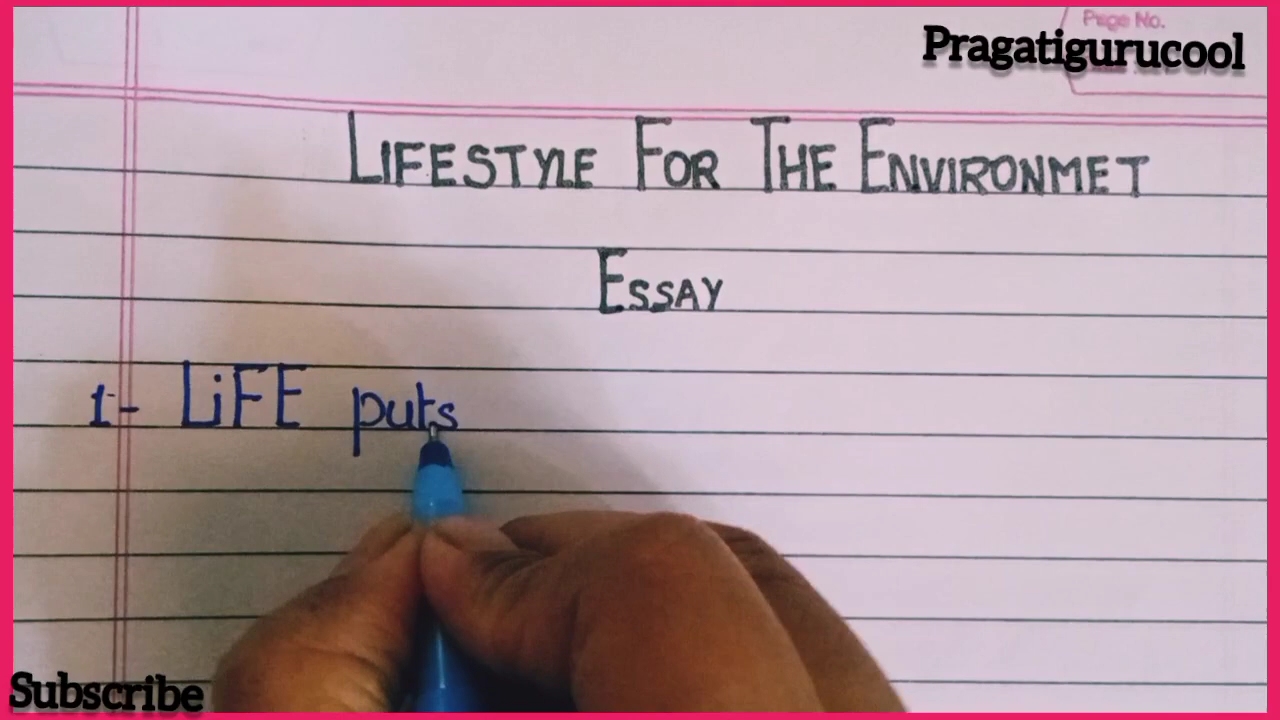 Page No.
Pragatigurucool
LIFESTYLE FOR THE ENVIRONMET
ESSAY
1- LiFE puts
Subscribe